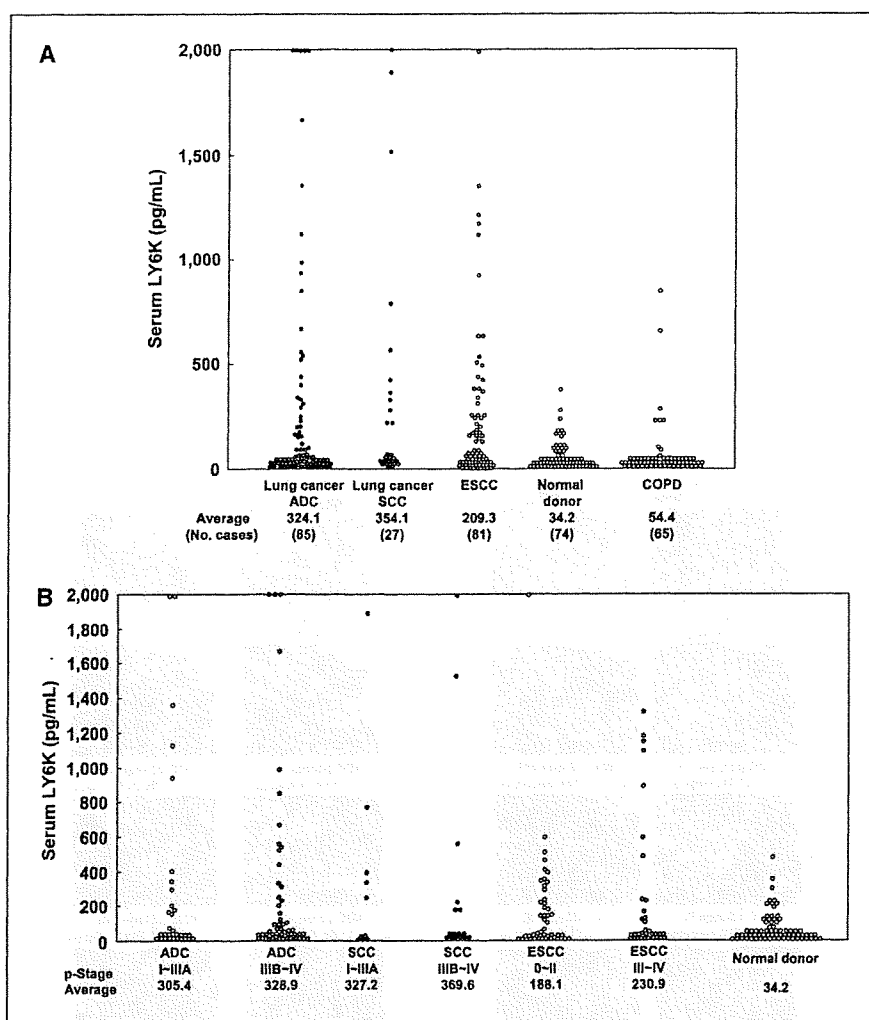 A
2,000
1,500
1,000
500
0
Serum LY6K (pg/mL)
Lung cancer ADC
Lung cancer SCC
ESCC
Normal donor
COPD
Average 324.1 354.1 209.3 34.2 54.4
(No. cases) (85) (27) (81) (74) (65)
B
2,000
1,800
1,600
1,400
1,200
1,000
800
600
400
200
0
Serum LY6K (pg/mL)
ADC ADC SCC SCC ESCC ESCC Normal donor
p-Stage I~IIIA IIIB~IV I~IIIA IIIB~IV 0~II III~IV
Average 305.4 328.9 327.2 369.6 188.1 230.9 34.2